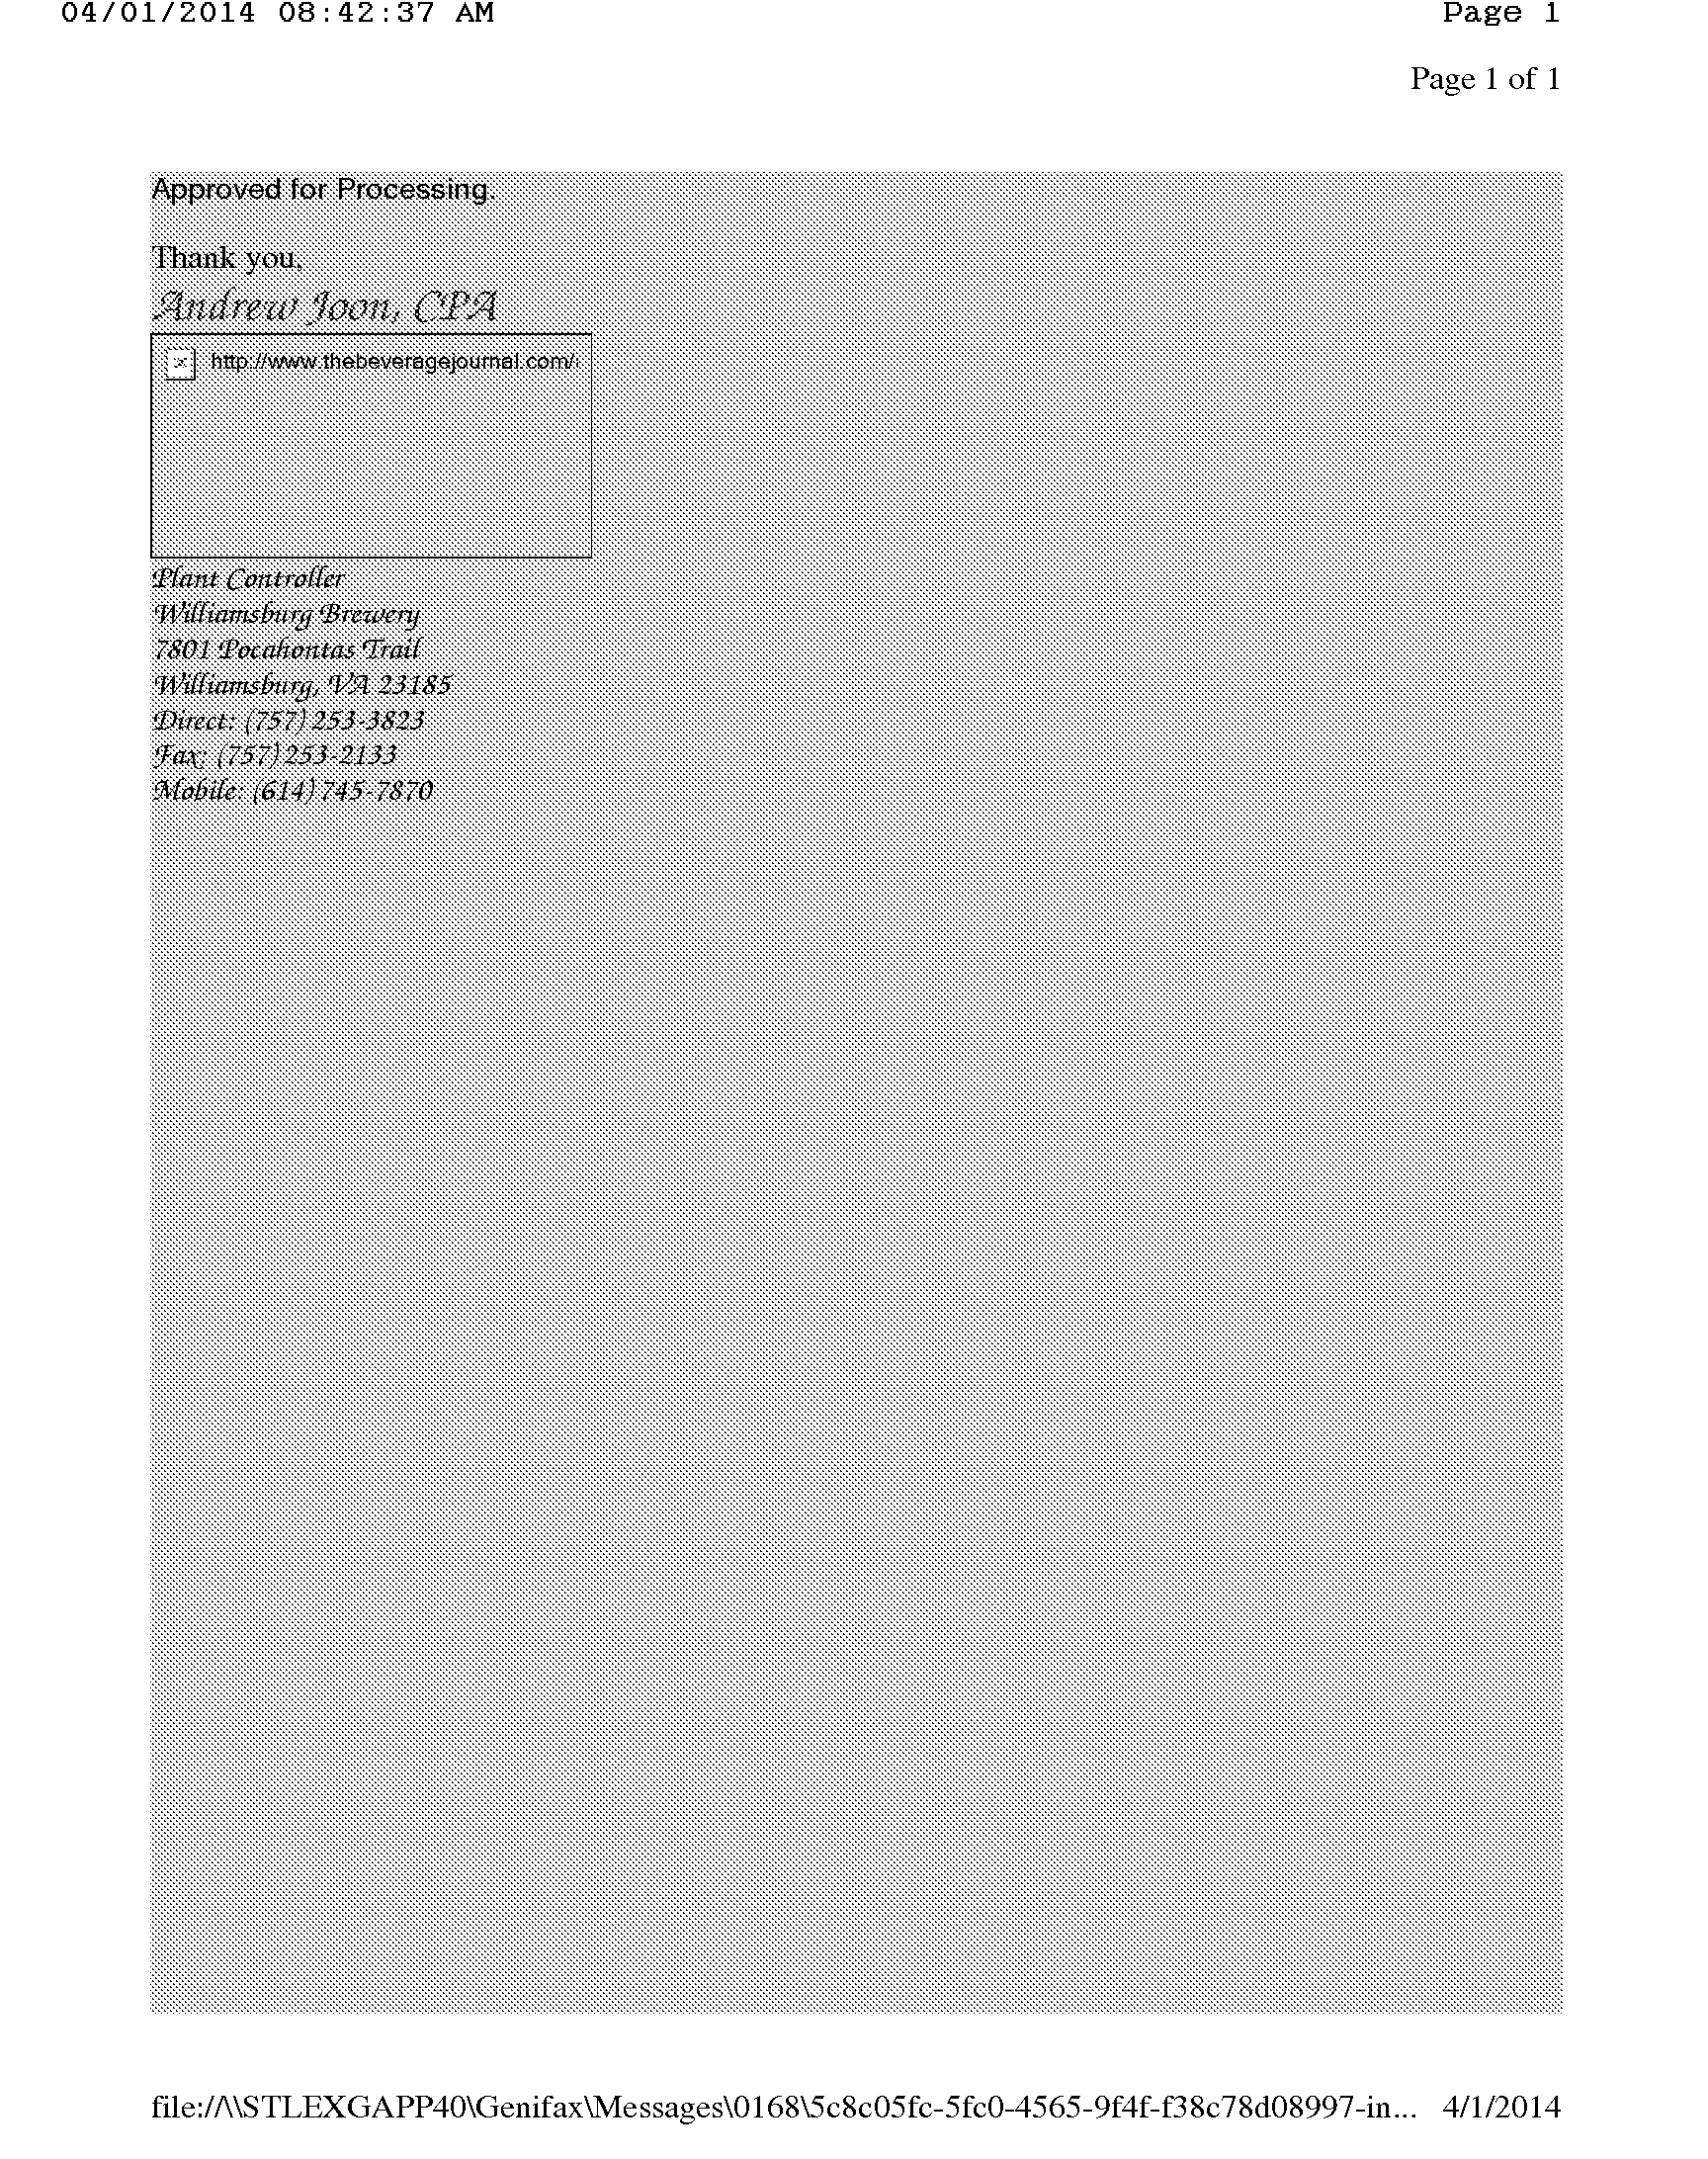 04/01/2014 08:42:37 AM Page 1
Page 1 of 1
Approved for Processing.
Thank you,
Andrew Joon, CPA
http://www.thebeveragejournal.com/
Plant Controller
Williamsburg Brewery
7801 Pocahontas Trail
Williamsburg, VA 23185
Direct: (757) 253-3823
Fax: (757) 253-2133
Mobile: (614) 745-7870
file://\\STLEXGAPP40\Genifax\Messages\0168\5c8c05fc-5fc0-4565-9f4f-f38c78d08997-in... 4/1/2014